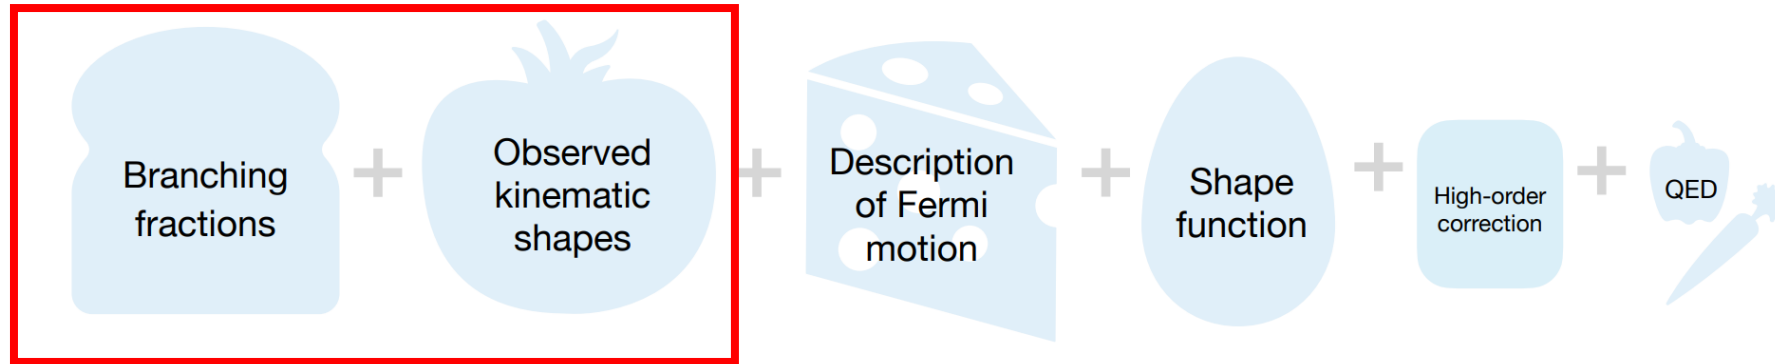 Branching
fractions
+
Observed
kinematic
shapes
+
Description
of Fermi
motion
+
Shape
function
+
High-order
correction
+
QED